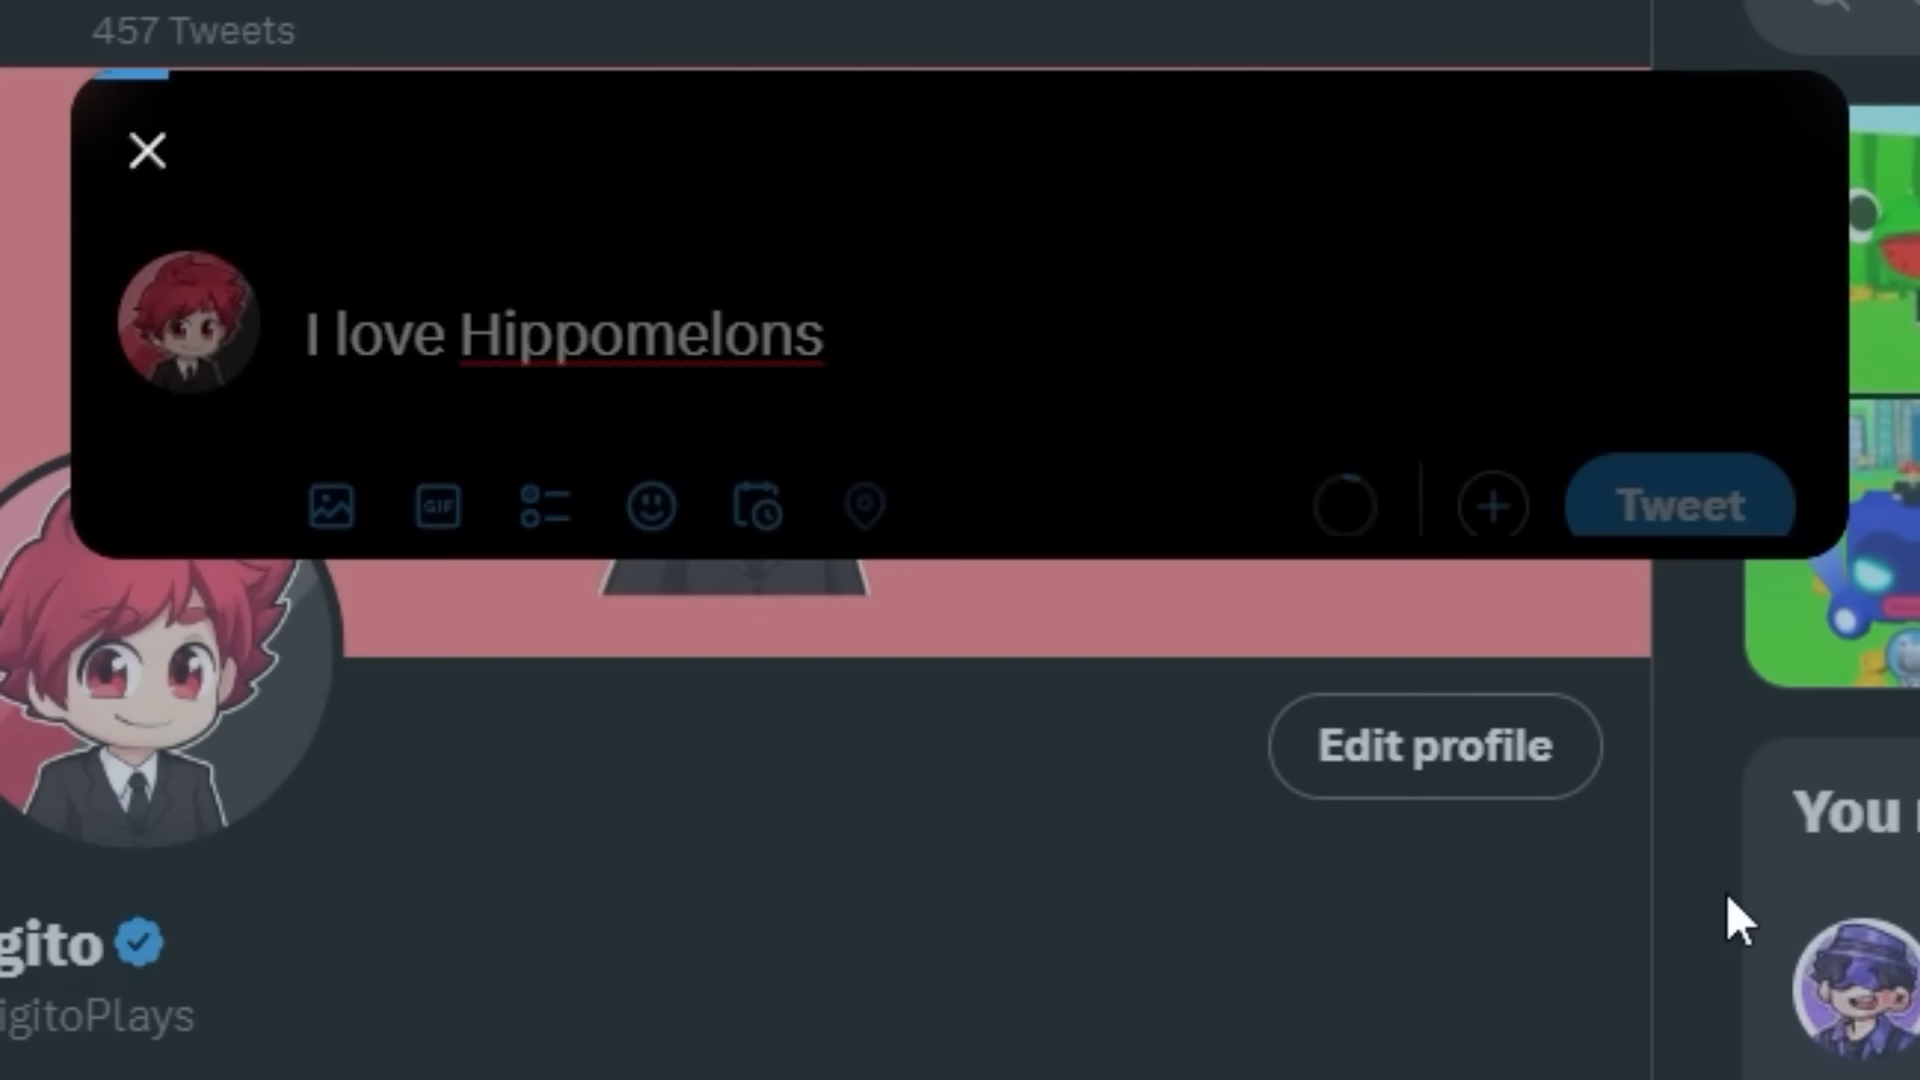 457 Tweets
I love Hippomelons
GIF
Tweet
Edit profile
You
gito
igitoPlays